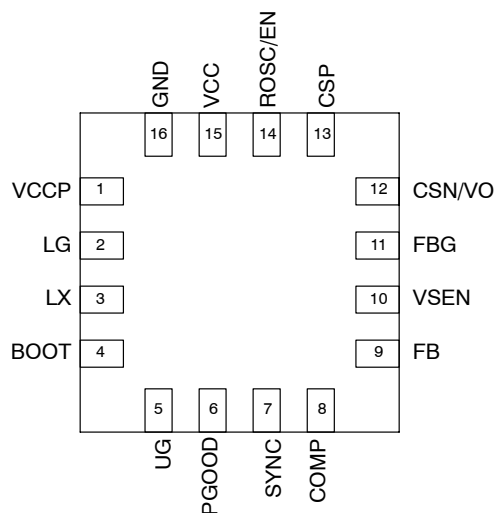 GND
VCC
ROSC/EN
CSP
16
15
14
13
VCCP
1
12
CSN/VO
LG
2
11
FBG
LX
3
10
VSEN
BOOT
4
9
FB
5
6
7
8
UG
PGOOD
SYNC
COMP